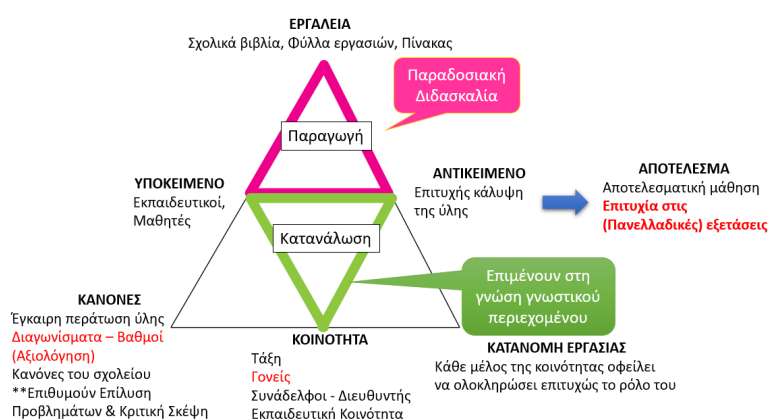 ΕΡΓΑΛΕΙΑ
Σχολικά βιβλία, Φύλλα εργασιών, Πίνακας
Παραδοσιακή
Διδασκαλία
Παραγωγή
ΥΠΟΚΕΙΜΕΝΟ
Εκπαιδευτικοί,
Μαθητές
ΑΝΤΙΚΕΙΜΕΝΟ
Επιτυχής κάλυψη
της ύλης
ΑΠΟΤΕΛΕΣΜΑ
Αποτελεσματική μάθηση
Επιτυχία στις
(Πανελλαδικές) εξετάσεις
Κατανάλωση
Επιμένουν στη
γνώση γνωστικού
περιεχομένου
ΚΑΝΟΝΕΣ
Έγκαιρη περάτωση ύλης
Διαγωνίσματα – Βαθμοί
(Αξιολόγηση)
Κανόνες του σχολείου
**Επιθυμούν Επίλυση
Προβλημάτων & Κριτική Σκέψη
ΚΟΙΝΟΤΗΤΑ
Τάξη
Γονείς
Συνάδελφοι - Διευθυντής
Εκπαιδευτική Κοινότητα
ΚΑΤΑΝΟΜΗ ΕΡΓΑΣΙΑΣ
Κάθε μέλος της κοινότητας οφείλει
να ολοκληρώσει επιτυχώς το ρόλο του